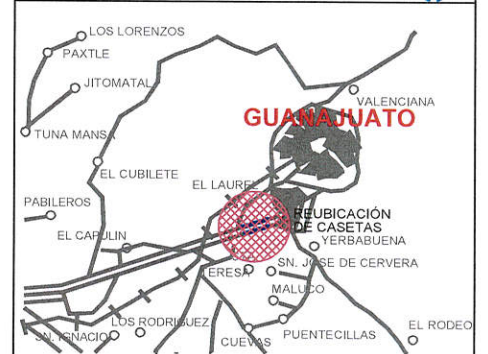 LOS LORENZOS
PAXTLE
JITOMATAL
VALENCIANA
GUANAJUATO
TUNA MANSA
EL CUBILETE
EL LAUREL
PABILEROS
REUBICACIÓN
DE CASETAS
EL CAPULIN
YERBABUENA
TERESA
SN. JOSE DE CERVERA
MALUCO
LOS RODRIGUEZ
EL RODEO
SN. IGNACIO
PUENTECILLAS
CUEVAS